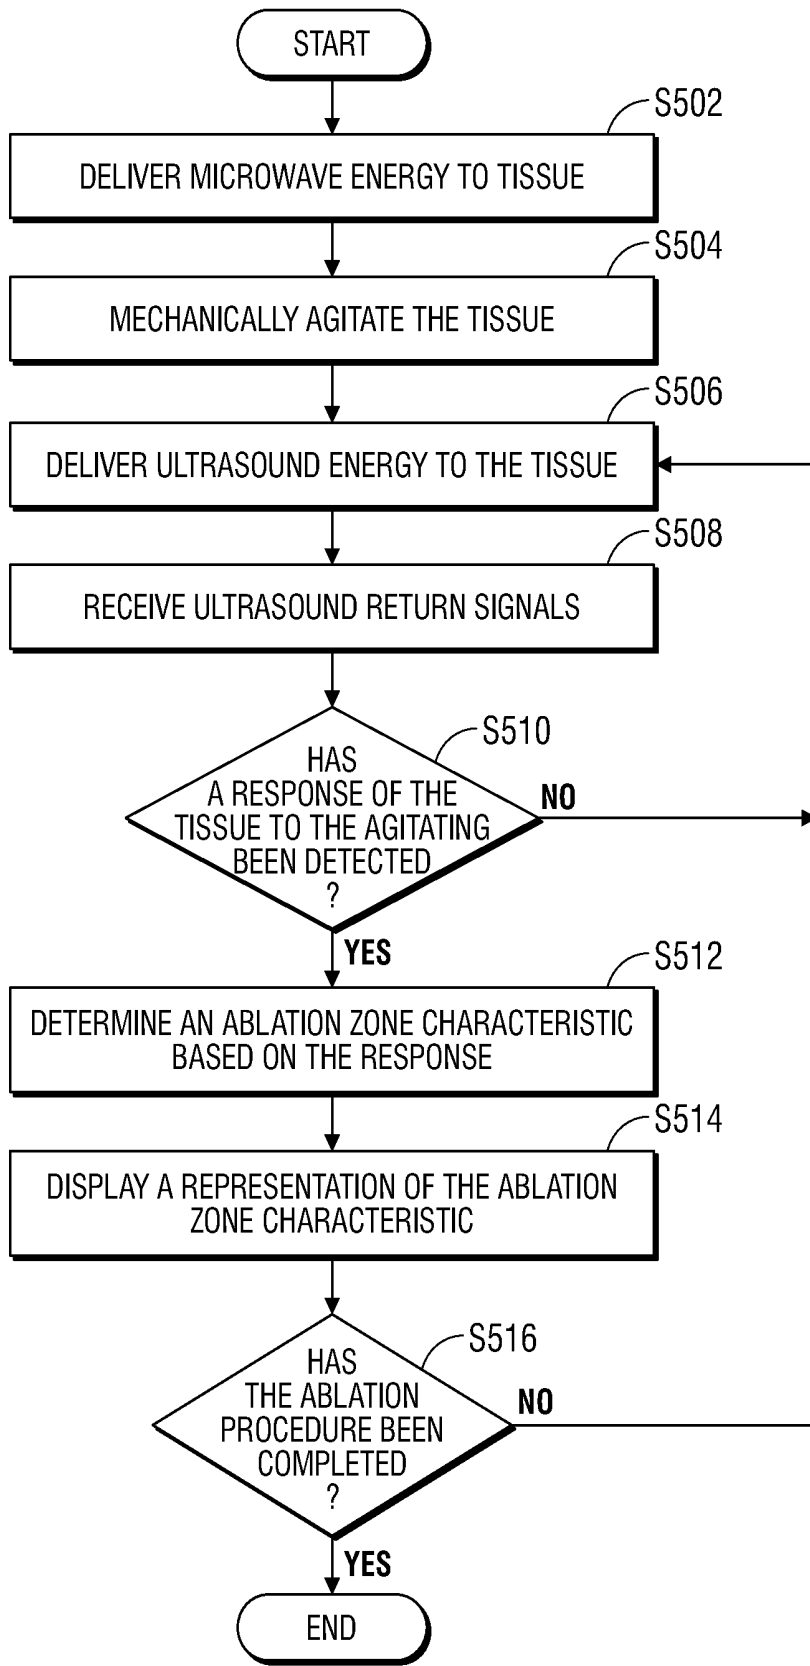 START
S502
DELIVER MICROWAVE ENERGY TO TISSUE
S504
MECHANICALLY AGITATE THE TISSUE
S506
DELIVER ULTRASOUND ENERGY TO THE TISSUE
S508
RECEIVE ULTRASOUND RETURN SIGNALS
S510
HAS
A RESPONSE OF THE
TISSUE TO THE AGITATING
BEEN DETECTED
?
NO
YES
S512
DETERMINE AN ABLATION ZONE CHARACTERISTIC
BASED ON THE RESPONSE
S514
DISPLAY A REPRESENTATION OF THE ABLATION
ZONE CHARACTERISTIC
S516
HAS
THE ABLATION
PROCEDURE BEEN
COMPLETED
?
NO
YES
END